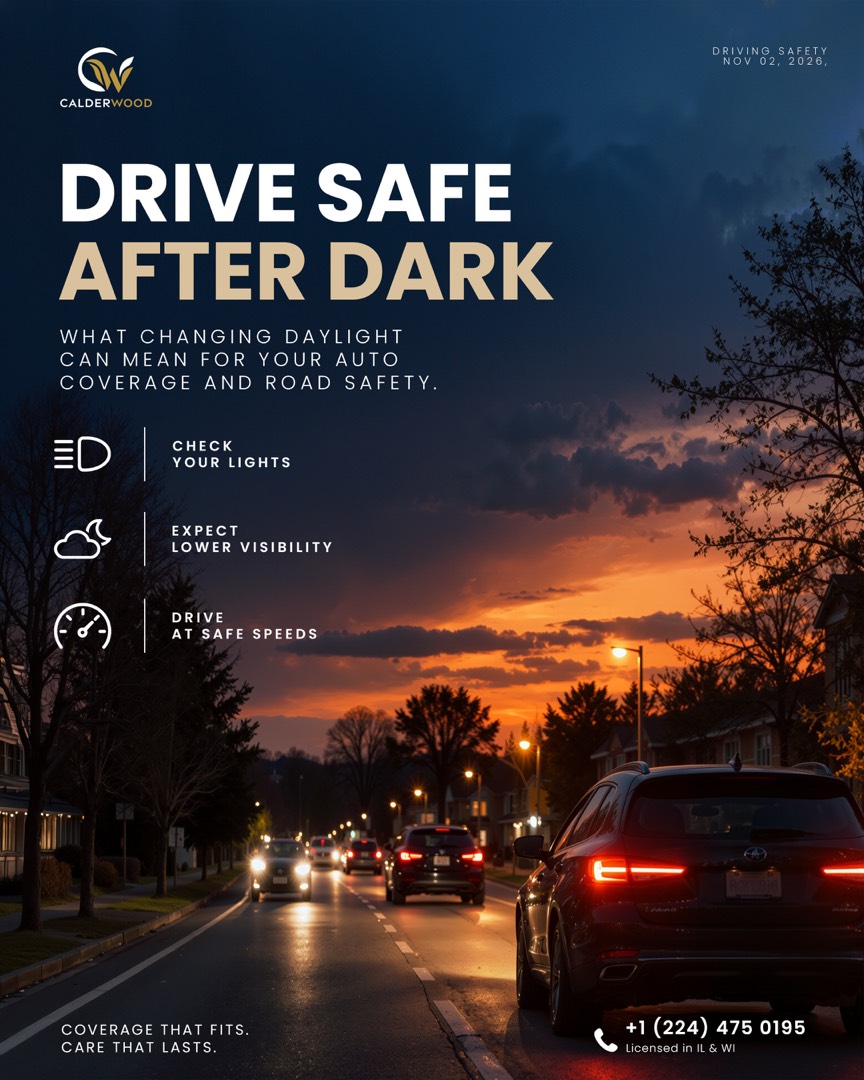 CALDERWOOD
DRIVING SAFETY
NOV 02, 2026,
DRIVE SAFE
AFTER DARK
WHAT CHANGING DAYLIGHT
CAN MEAN FOR YOUR AUTO
COVERAGE AND ROAD SAFETY.
CHECK
YOUR LIGHTS
EXPECT
LOWER VISIBILITY
DRIVE
AT SAFE SPEEDS
COVERAGE THAT FITS.
CARE THAT LASTS.
+1 (224) 475 0195
Licensed in IL & WI